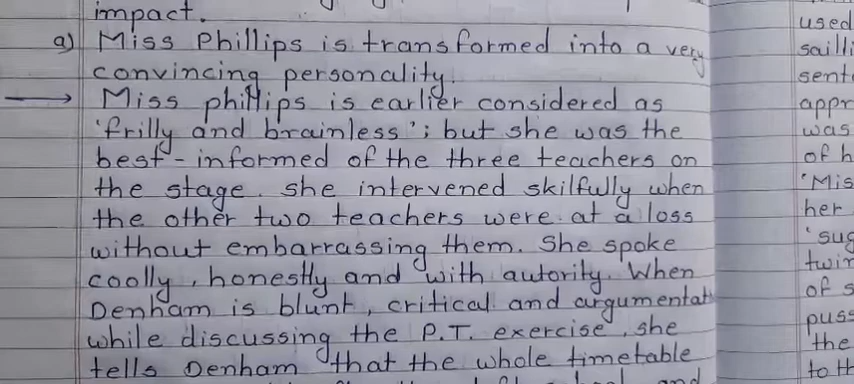 impact.
a) Miss Phillips is transformed into a very
convincing personality.
→ Miss phillips is earlier considered as
'frilly and brainless'; but she was the
best-informed of the three teachers on
the stage. she intervened skilfully when
the other two teachers were at a loss
without embarrassing them. She spoke
coolly, honestly and with autority. When
Denham is blunt, critical and argumentati
while discussing the P.T. exercise, she
tells Denham that the whole timetable
and
used
sailli
sent
appr
was
of h
'Mis
her
'sug
twin
of s
puss
the
to th